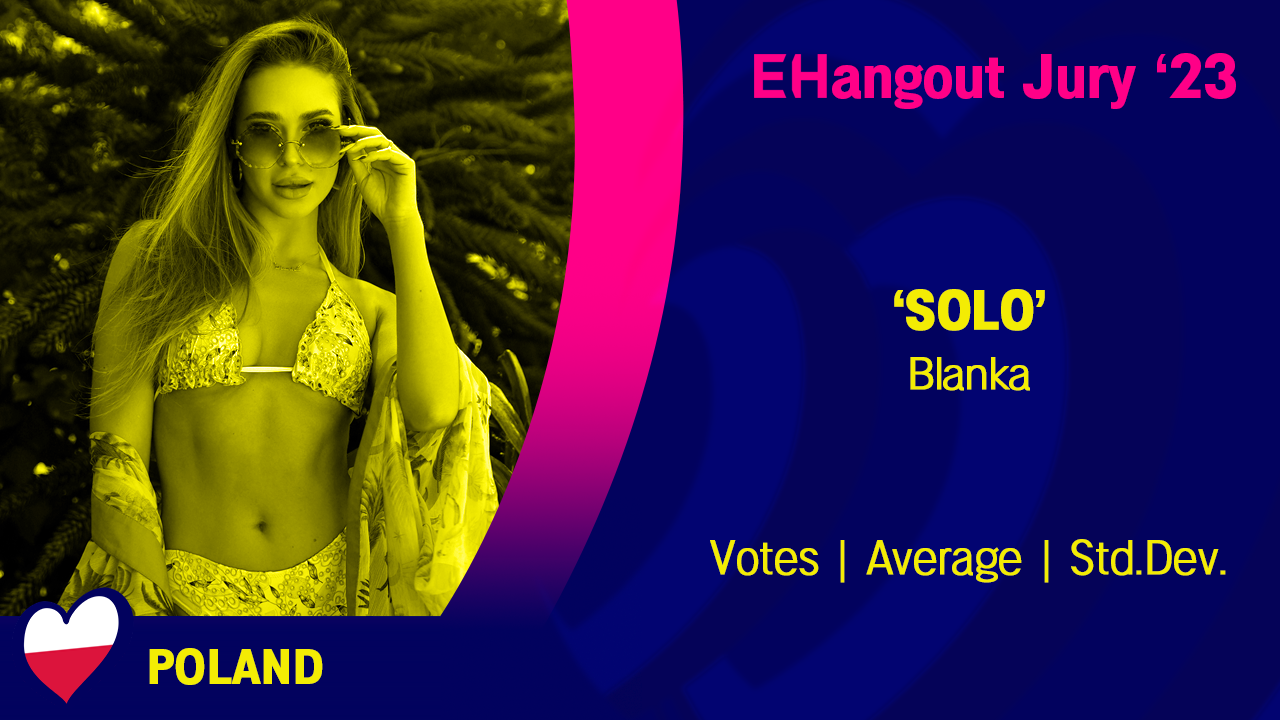 EHangout Jury ‘23
‘SOLO’
Blanka
Votes | Average | Std.Dev.
POLAND